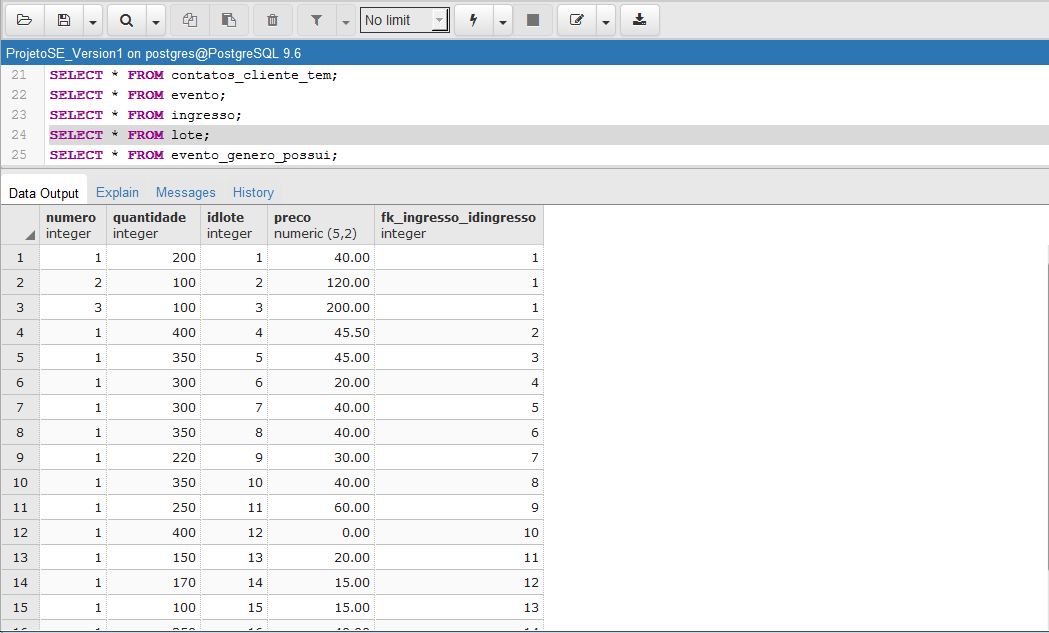 No limit
ProjetoSE_Version1 on postgres@PostgreSQL 9.6
21 SELECT * FROM contatos_cliente_tem;
22 SELECT * FROM evento;
23 SELECT * FROM ingresso;
24 SELECT * FROM lote;
25 SELECT * FROM evento_genero_possui;
Data Output Explain Messages History
numero quantidade idlote preco fk_ingresso_idingresso
integer integer integer numeric (5,2) integer
1 1 200 1 40.00 1
2 2 100 2 120.00 1
3 3 100 3 200.00 1
4 1 400 4 45.50 2
5 1 350 5 45.00 3
6 1 300 6 20.00 4
7 1 300 7 40.00 5
8 1 350 8 40.00 6
9 1 220 9 30.00 7
10 1 350 10 40.00 8
11 1 250 11 60.00 9
12 1 400 12 0.00 10
13 1 150 13 20.00 11
14 1 170 14 15.00 12
15 1 100 15 15.00 13